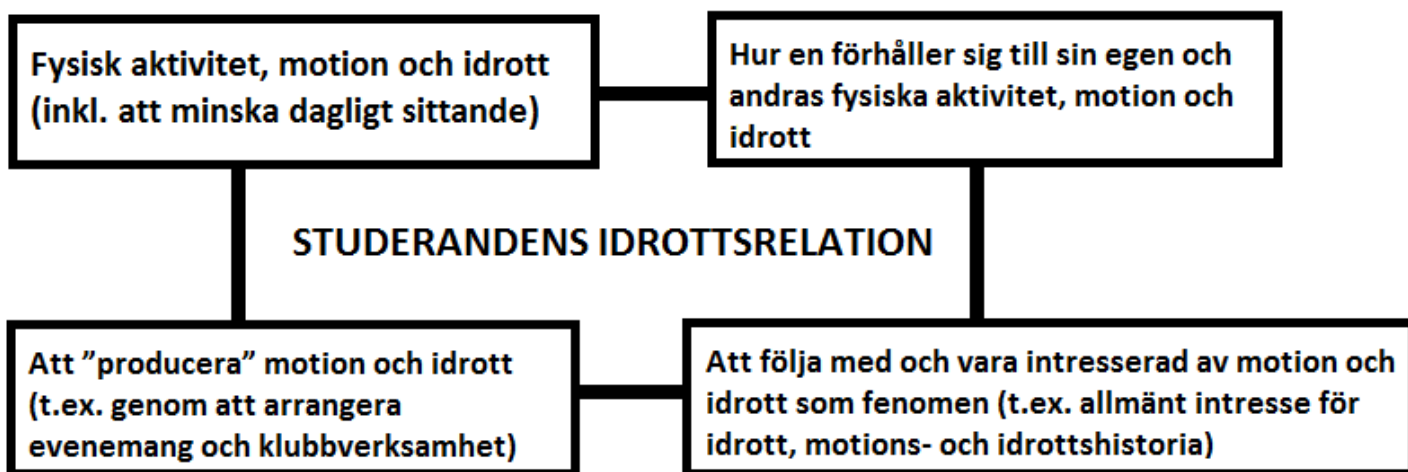 Fysisk aktivitet, motion och idrott
(inkl. att minska dagligt sittande)
Hur en förhåller sig till sin egen och
andras fysiska aktivitet, motion och
idrott
STUDERANDENS IDROTTSRELATION
Att ”producera” motion och idrott
(t.ex. genom att arrangera
evenemang och klubbverksamhet)
Att följa med och vara intresserad av motion och
idrott som fenomen (t.ex. allmänt intresse för
idrott, motions- och idrottshistoria)